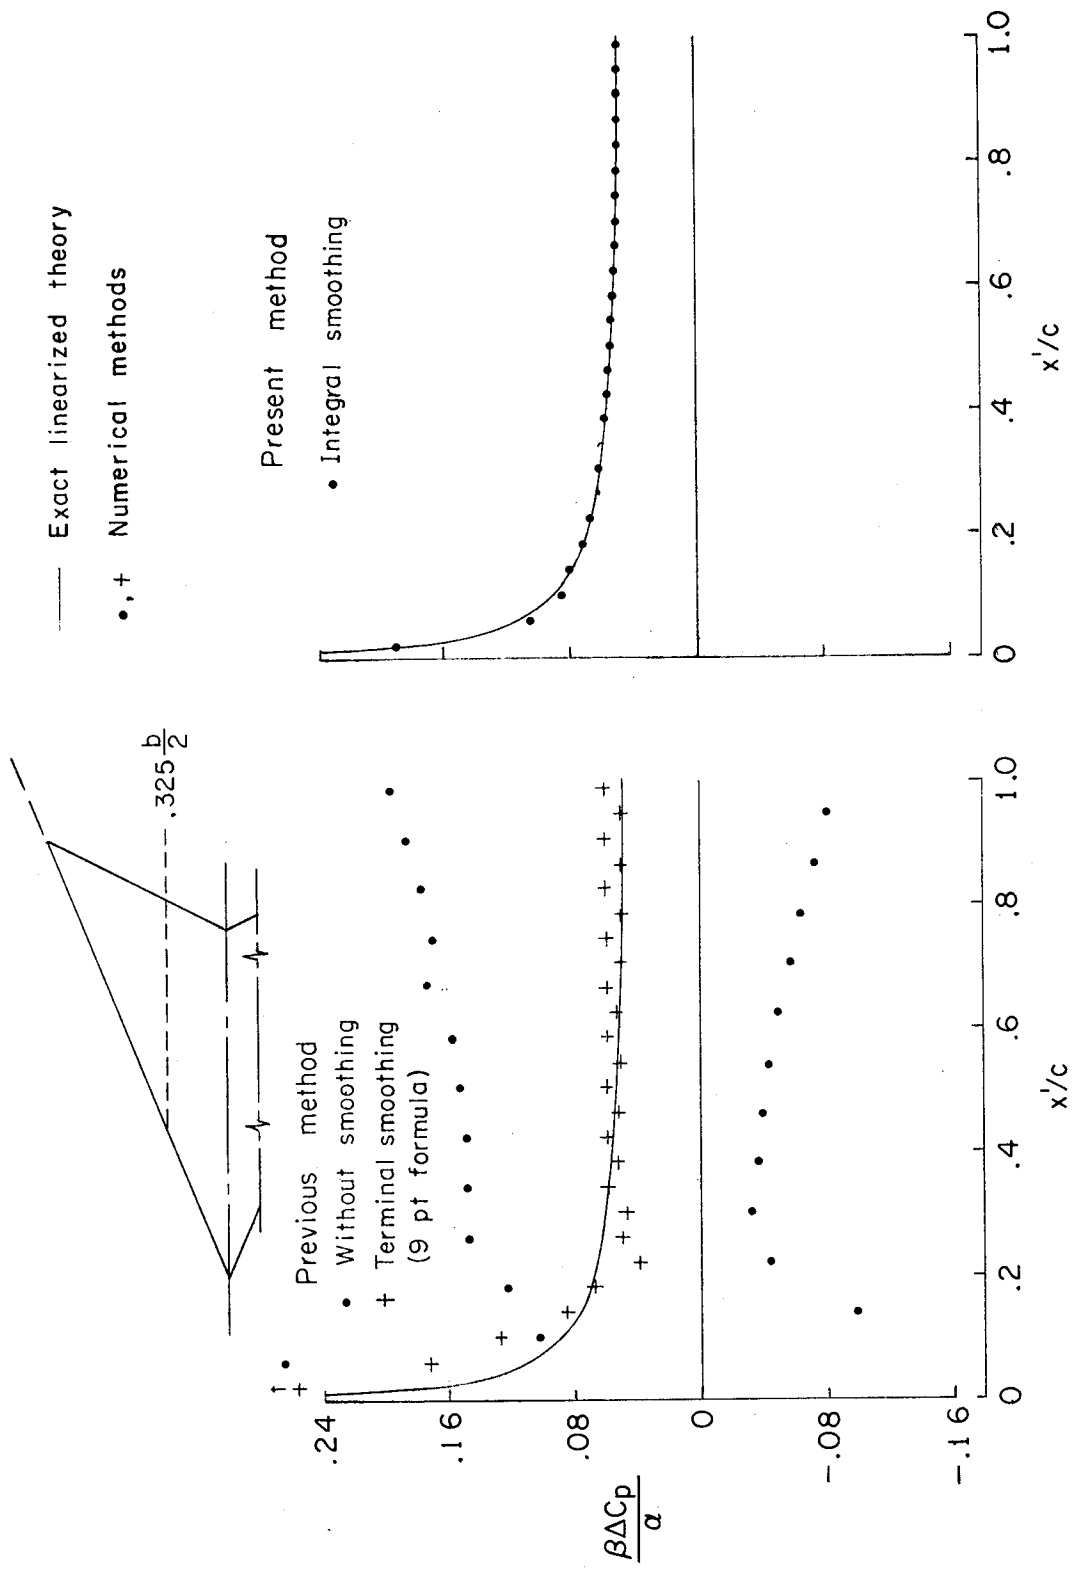 —— Exact linearized theory
•, + Numerical methods
.325 b/2
Previous method
• Without smoothing
+ Terminal smoothing
(9 pt formula)
Present method
• Integral smoothing
.24
.16
.08
0
-.08
-.16
βΔCp
α
0
.2
.4
.6
.8
1.0
x'/c
0
.2
.4
.6
.8
1.0
x'/c